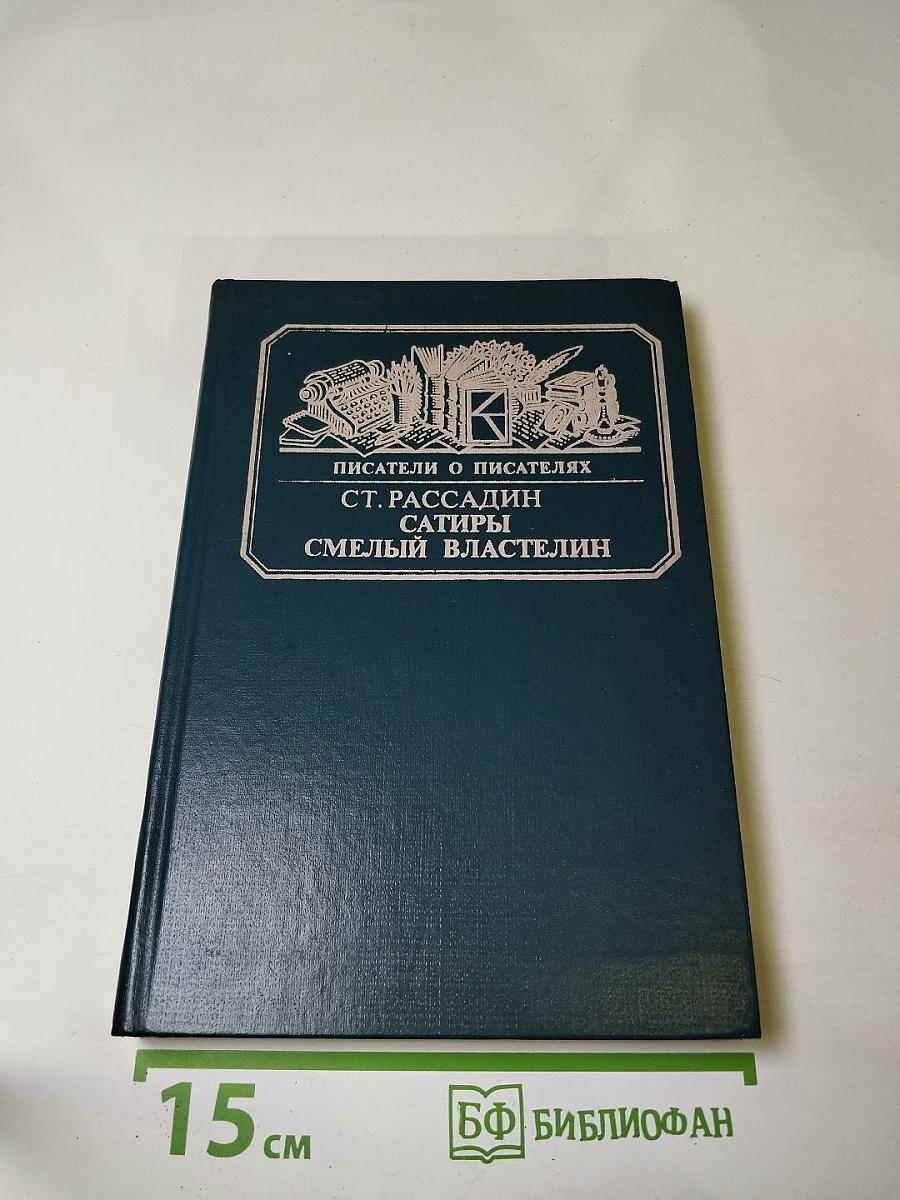 ПИСАТЕЛИ О ПИСАТЕЛЯХ
СТ. РАССАДИН
САТИРЫ
СМЕЛЫЙ ВЛАСТЕЛИН
15 см
БФ БИБЛИОФАН